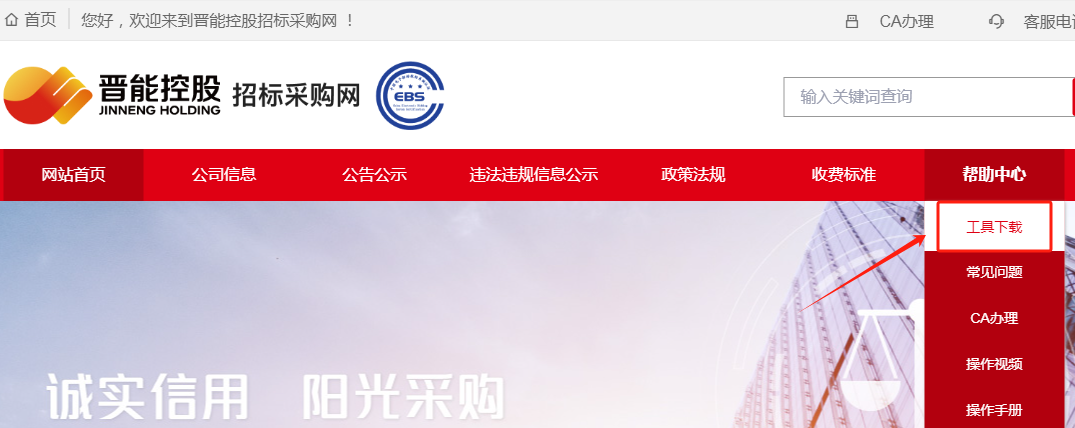 首页 您好，欢迎来到晋能控股招标采购网 ！ CA办理 客服电
晋能控股 招标采购网
JINNENG HOLDING
EBS
输入关键词查询
网站首页 公司信息 公告公示 违法违规信息公示 政策法规 收费标准 帮助中心
工具下载
常见问题
CA办理
操作视频
诚实信用 阳光采购
操作手册